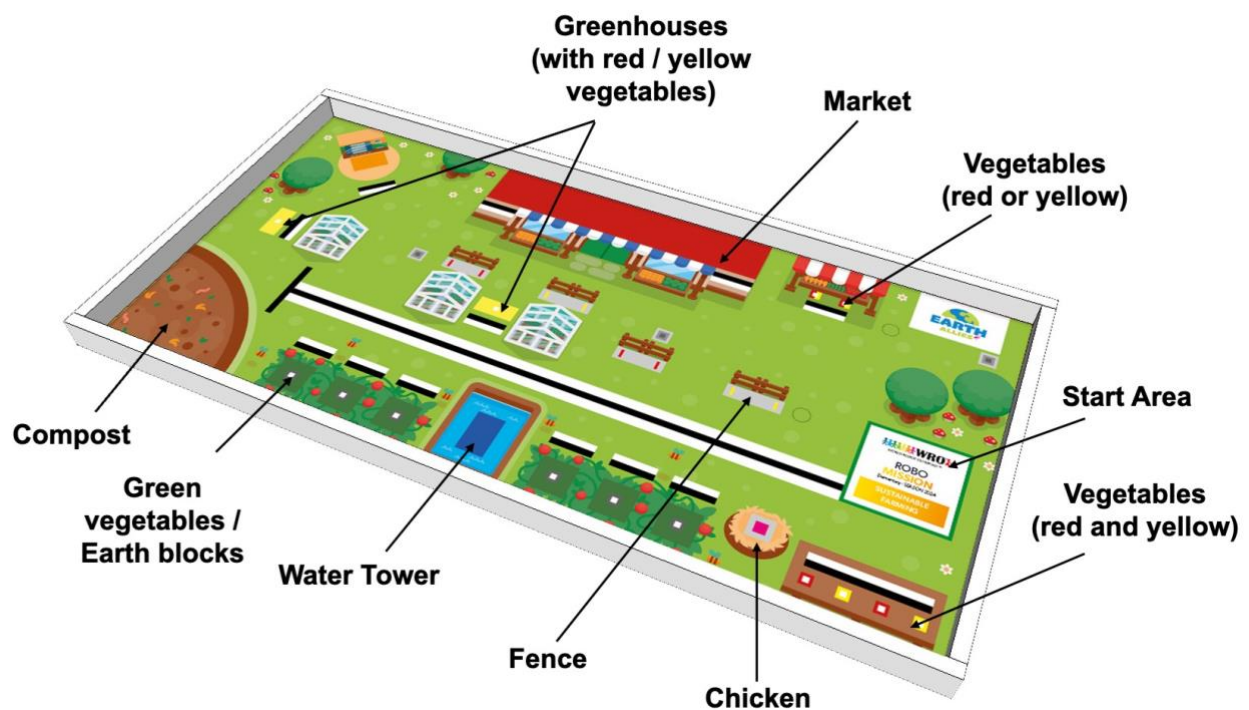 Greenhouses
(with red / yellow
vegetables)
Market
Vegetables
(red or yellow)
EARTH
ALLIES
Start Area
WRO
ROBO
MISSION
SUSTAINABLE
FARMING
Vegetables
(red and yellow)
Compost
Green
vegetables /
Earth blocks
Water Tower
Fence
Chicken